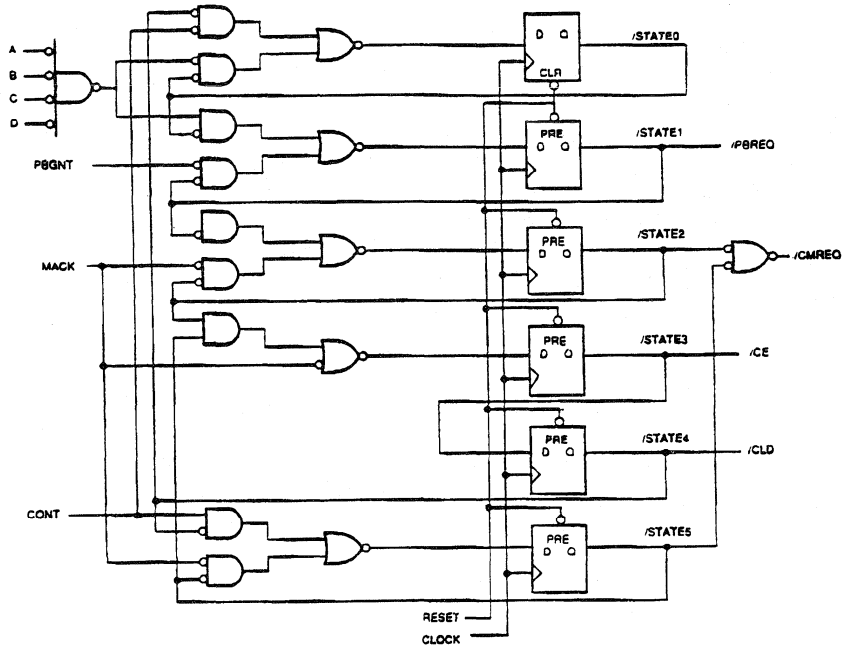 A
B
C
D
PBGNT
MACK
CONT
D Q
CLR
/STATE0
PRE
D Q
/STATE1
/PBREQ
PRE
D Q
/STATE2
/CMREQ
PRE
D Q
/STATE3
/CE
PRE
D Q
/STATE4
/CLD
PRE
D Q
/STATE5
RESET
CLOCK